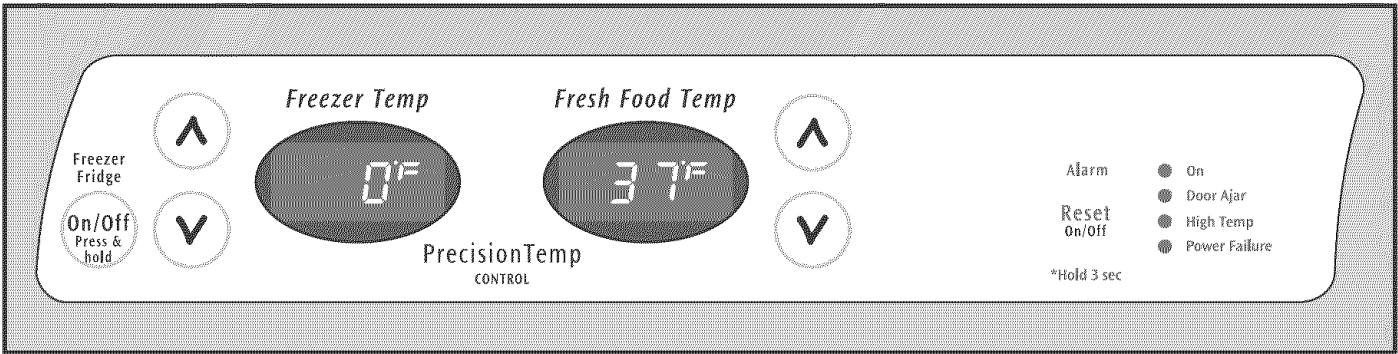 Freezer Temp
Fresh Food Temp
Freezer
Fridge
On/Off
Press &
hold
0°F
37°F
PrecisionTemp
CONTROL
Alarm
Reset
On/Off
*Hold 3 sec
On
Door Ajar
High Temp
Power Failure